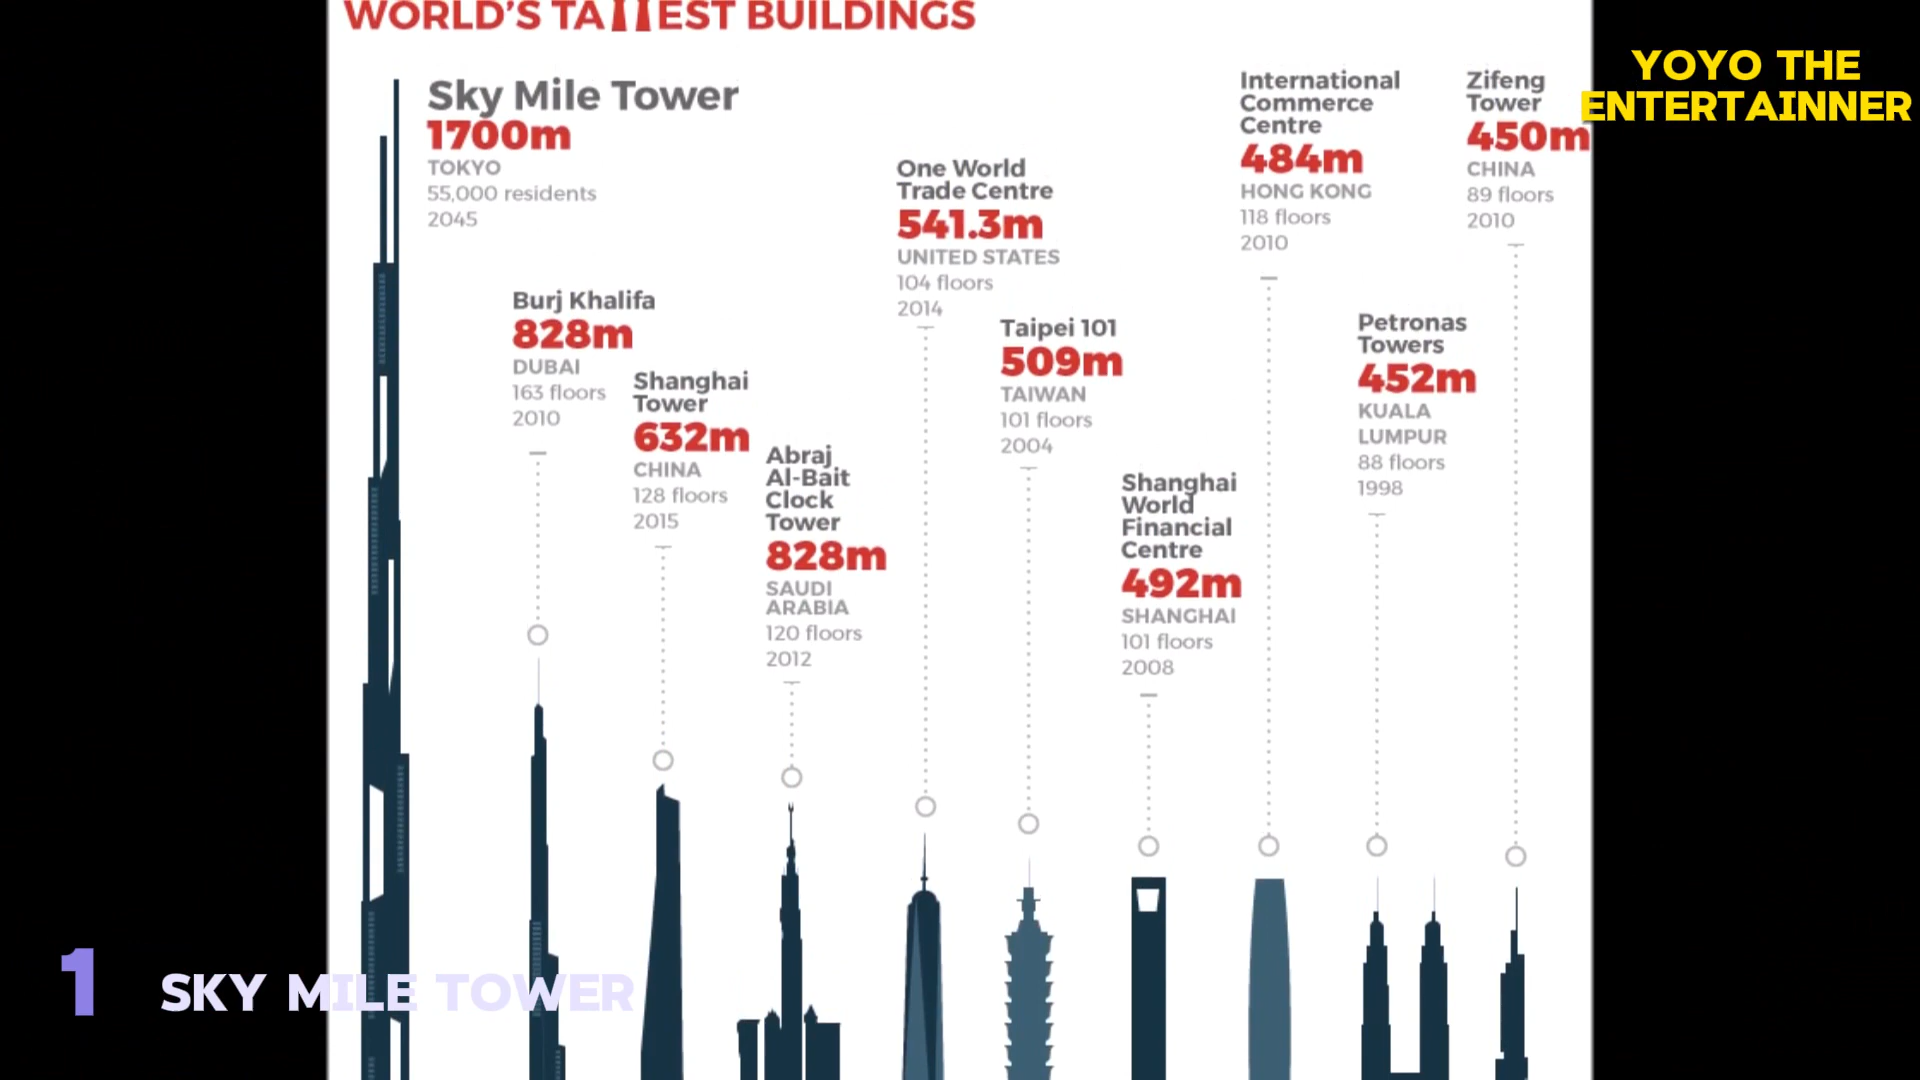 WORLD'S TALLEST BUILDINGS
YOYO THE
ENTERTAINNER
Sky Mile Tower
1700m
TOKYO
55,000 residents
2045
Burj Khalifa
828m
DUBAI
163 floors
2010
Shanghai
Tower
632m
CHINA
128 floors
2015
Abraj
Al-Bait
Clock
Tower
828m
SAUDI
ARABIA
120 floors
2012
One World
Trade Centre
541.3m
UNITED STATES
104 floors
2014
Taipei 101
509m
TAIWAN
101 floors
2004
Shanghai
World
Financial
Centre
492m
SHANGHAI
101 floors
2008
International
Commerce
Centre
484m
HONG KONG
118 floors
2010
Petronas
Towers
452m
KUALA
LUMPUR
88 floors
1998
Zifeng
Tower
450m
CHINA
89 floors
2010
1 SKY MILE TOWER